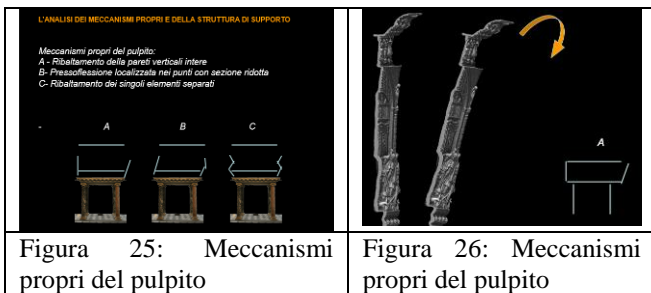 L'ANALISI DEI MECCANISMI PROPRI E DELLA STRUTTURA DI SUPPORTO
Meccanismi propri del pulpito:
A - Ribaltamento della pareti verticali intere
B- Pressoflessione localizzata nei punti con sezione ridotta
C- Ribaltamento dei singoli elementi separati
- A B C
A
Figura 25: Meccanismi
propri del pulpito
Figura 26: Meccanismi
propri del pulpito